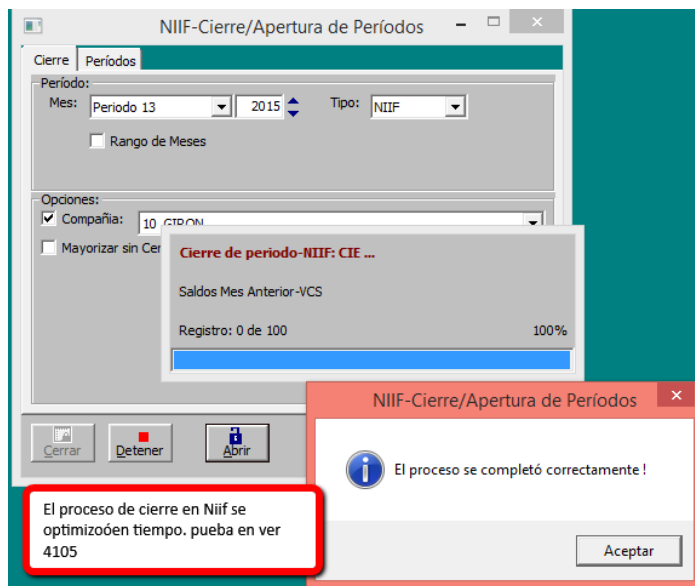 NIIF-Cierre/Apertura de Períodos
Cierre Períodos
Período:
Mes: Periodo 13 2015 Tipo: NIIF
Rango de Meses
Opciones:
Compañia: 10 GIRON
Mayorizar sin Cer
Cierre de periodo-NIIF: CIE ...
Saldos Mes Anterior-VCS
Registro: 0 de 100 100%
Cerrar Detener Abrir
NIIF-Cierre/Apertura de Períodos
El proceso se completó correctamente !
Aceptar
El proceso de cierre en Niif se
optimizoóen tiempo. pueba en ver
4105